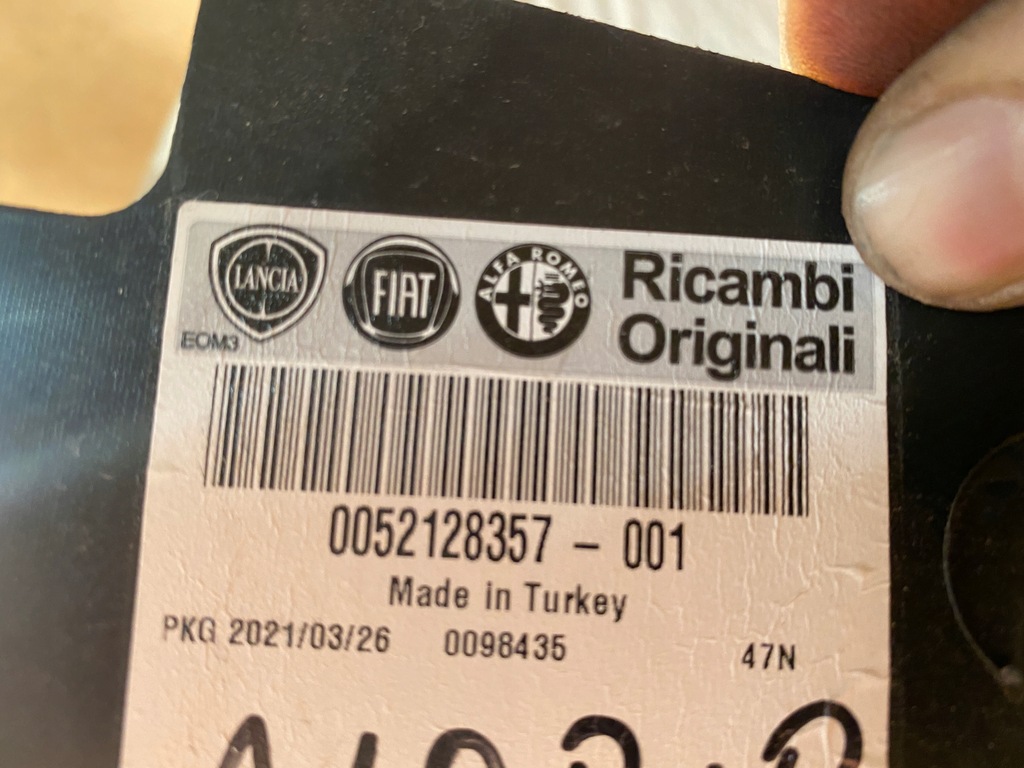 LANCIA FIAT ALFA ROMEO Ricambi
Originali
EOM3
0052128357 - 001
Made in Turkey
PKG 2021/03/26 0098435 47N